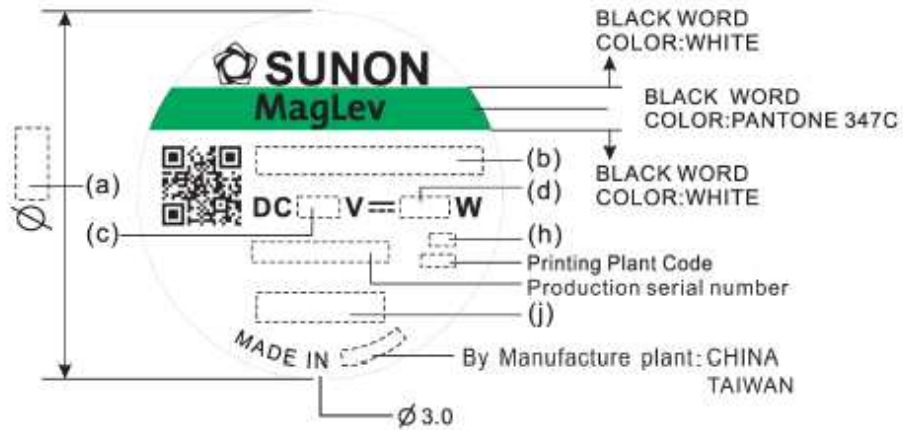 BLACK WORD
COLOR:WHITE
SUNON
MagLev
BLACK WORD
COLOR:PANTONE 347C
(b)
(a)
(d)
BLACK WORD
COLOR:WHITE
DC V W
Ø
(c)
(h)
Printing Plant Code
Production serial number
(j)
MADE IN
By Manufacture plant: CHINA
TAIWAN
Ø 3.0